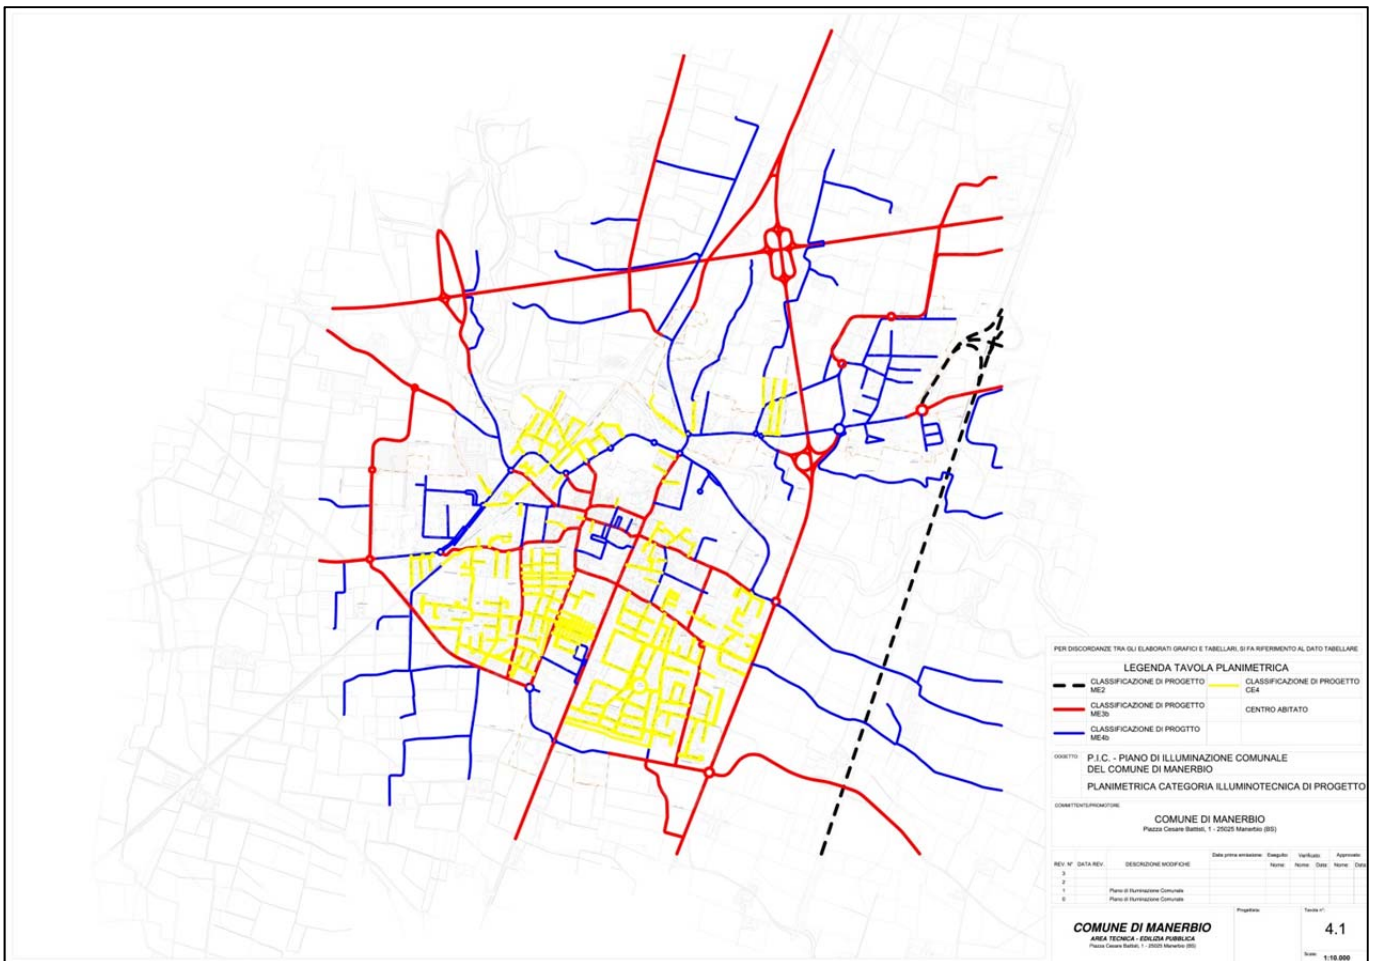 PER DISCORDANZE TRA GLI ELABORATI GRAFICI E TABELLARI, SI FA RIFERIMENTO AL DATO TABELLARE
LEGENDA TAVOLA PLANIMETRICA
CLASSIFICAZIONE DI PROGETTO
ME2
CLASSIFICAZIONE DI PROGETTO
CE4
CLASSIFICAZIONE DI PROGETTO
ME3b
CENTRO ABITATO
CLASSIFICAZIONE DI PROGTTO
ME4b
OGGETTO:
P.I.C. - PIANO DI ILLUMINAZIONE COMUNALE
DEL COMUNE DI MANERBIO
PLANIMETRICA CATEGORIA ILLUMINOTECNICA DI PROGETTO
COMMITTENTE/PROMOTORE:
COMUNE DI MANERBIO
Piazza Cesare Battisti, 1 - 25025 Manerbio (BS)
Data prima emissione: Eseguito: Verificato: Approvato:
REV. N° DATA REV. DESCRIZIONE MODIFICHE Nome: Nome: Data: Nome: Data:
3
2
1 Piano di Illuminazione Comunale
0 Piano di Illuminazione Comunale
COMUNE DI MANERBIO
AREA TECNICA - EDILIZIA PUBBLICA
Piazza Cesare Battisti, 1 - 25025 Manerbio (BS)
Progettista:
Tavola n°:
4.1
Scala: 1:10.000